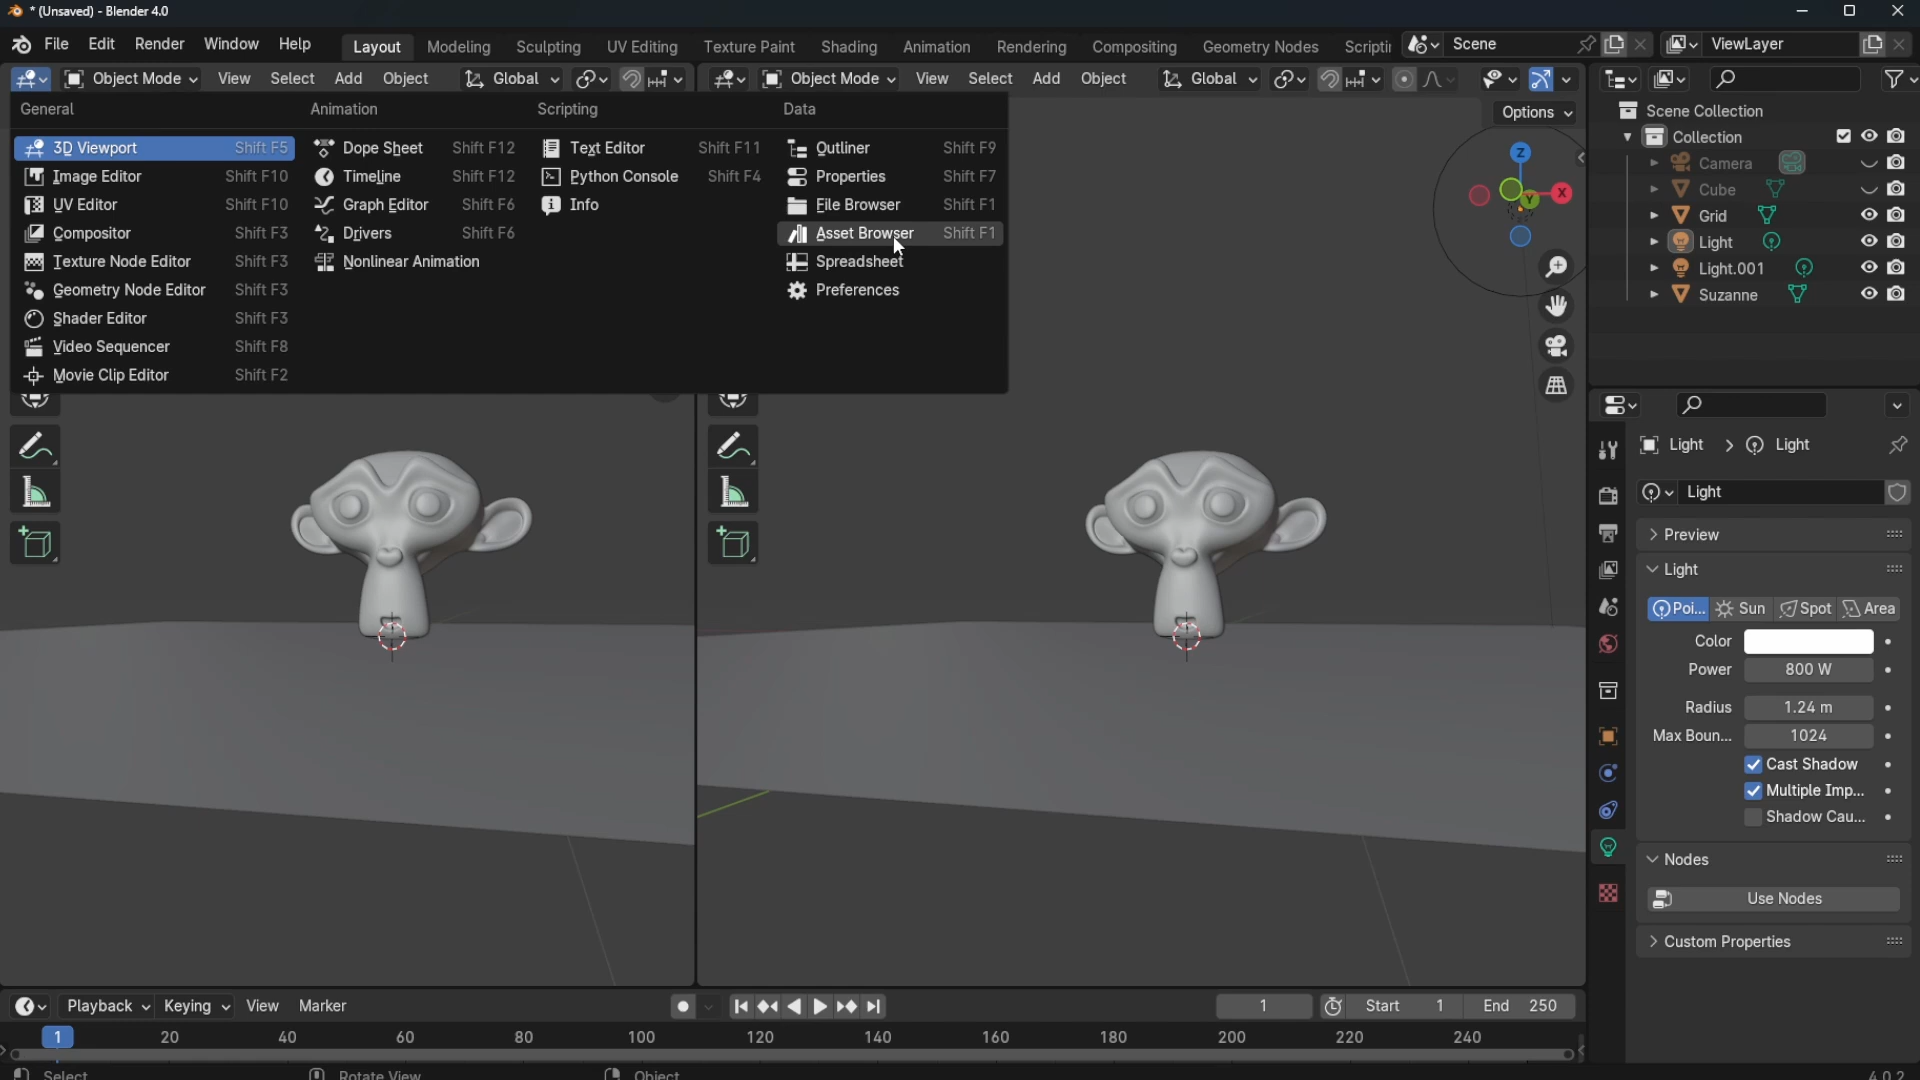 * (Unsaved) - Blender 4.0
File Edit Render Window Help Layout Modeling Sculpting UV Editing Texture Paint Shading Animation Rendering Compositing Geometry Nodes Scripti Scene ViewLayer
Object Mode View Select Add Object Global Object Mode View Select Add Object Global
Options
General Animation Scripting Data
3D Viewport Shift F5
Image Editor Shift F10
UV Editor Shift F10
Compositor Shift F3
Texture Node Editor Shift F3
Geometry Node Editor Shift F3
Shader Editor Shift F3
Video Sequencer Shift F8
Movie Clip Editor Shift F2
Dope Sheet Shift F12
Timeline Shift F12
Graph Editor Shift F6
Drivers Shift F6
Nonlinear Animation
Text Editor Shift F11
Python Console Shift F4
Info
Outliner Shift F9
Properties Shift F7
File Browser Shift F1
Asset Browser Shift F1
Spreadsheet
Preferences
Z
X
Y
Scene Collection
Collection
Camera
Cube
Grid
Light
Light.001
Suzanne
Light Light
Light
Preview
Light
Poi... Sun Spot Area
Color
Power 800 W
Radius 1.24 m
Max Boun... 1024
Cast Shadow
Multiple Imp...
Shadow Cau...
Nodes
Use Nodes
Custom Properties
Playback Keying View Marker 1 Start 1 End 250
1 20 40 60 80 100 120 140 160 180 200 220 240
Select Rotate View Object 4.0.2